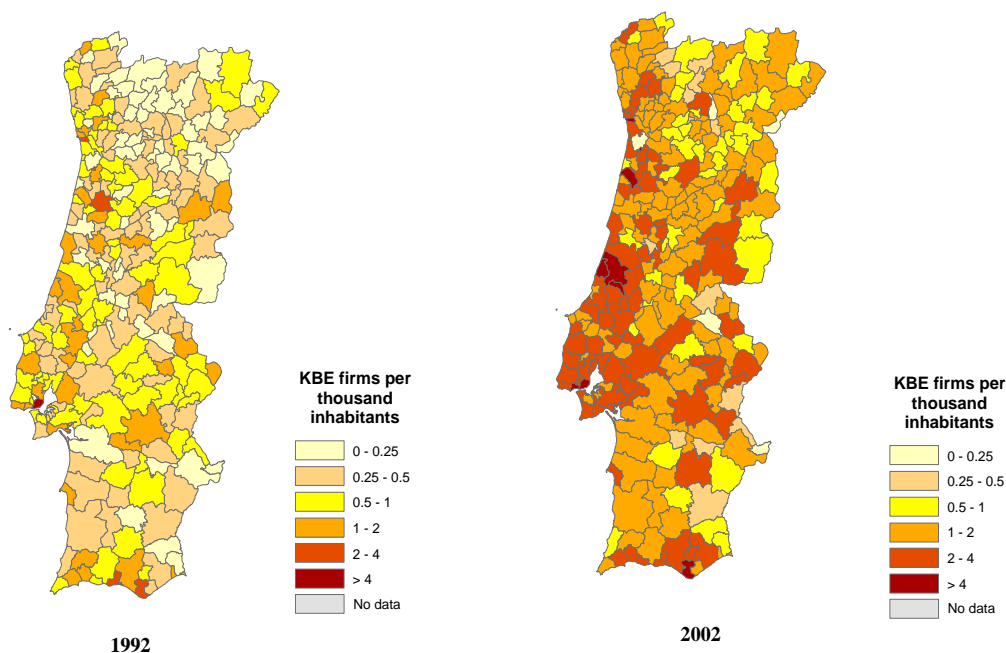 KBE firms per
thousand
inhabitants
0 - 0.25
0.25 - 0.5
0.5 - 1
1 - 2
2 - 4
> 4
No data
1992
KBE firms per
thousand
inhabitants
0 - 0.25
0.25 - 0.5
0.5 - 1
1 - 2
2 - 4
> 4
No data
2002